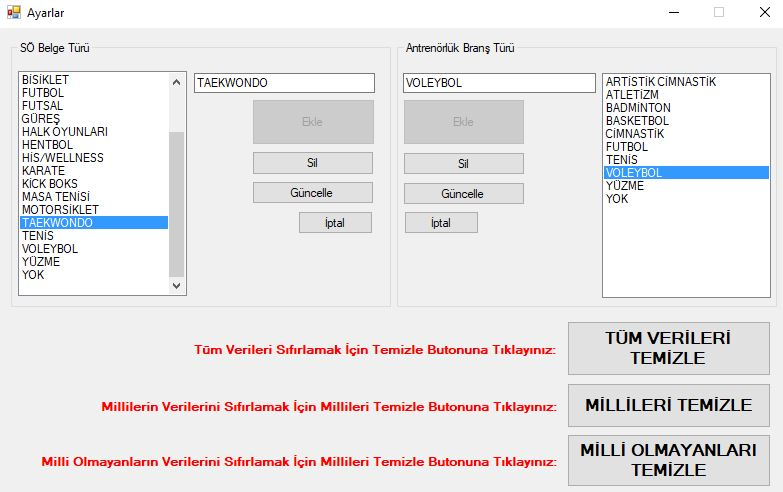 Ayarlar
SÖ Belge Türü
BİSİKLET
FUTBOL
FUTSAL
GÜREŞ
HALK OYUNLARI
HENTBOL
HİS/WELLNESS
KARATE
KİCK BOKS
MASA TENİSİ
MOTORSİKLET
TAEKWONDO
TENİS
VOLEYBOL
YÜZME
YOK
TAEKWONDO
Ekle
Sil
Güncelle
İptal
Antrenörlük Branş Türü
VOLEYBOL
Ekle
Sil
Güncelle
İptal
ARTİSTİK CİMNASTİK
ATLETİZM
BADMİNTON
BASKETBOL
CİMNASTİK
FUTBOL
TENİS
VOLEYBOL
YÜZME
YOK
Tüm Verileri Sıfırlamak İçin Temizle Butonuna Tıklayınız:
TÜM VERİLERİ
TEMİZLE
Millilerin Verilerini Sıfırlamak İçin Millileri Temizle Butonuna Tıklayınız:
MİLLİLERİ TEMİZLE
Milli Olmayanların Verilerini Sıfırlamak İçin Millileri Temizle Butonuna Tıklayınız:
MİLLİ OLMAYANLARI
TEMİZLE